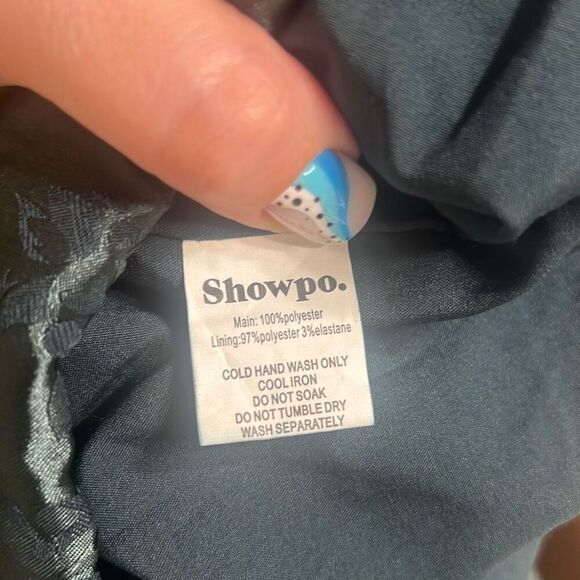 Showpo.
Main: 100%polyester
Lining:97%polyester 3%elastane
COLD HAND WASH ONLY
COOL IRON
DO NOT SOAK
DO NOT TUMBLE DRY
WASH SEPARATELY